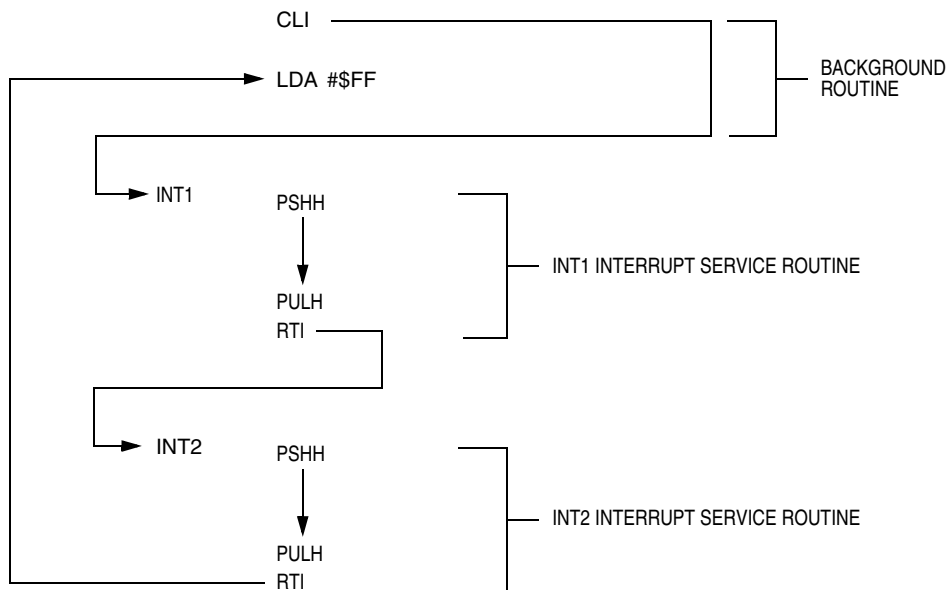 CLI
LDA #$FF
BACKGROUND
ROUTINE
INT1
PSHH
INT1 INTERRUPT SERVICE ROUTINE
PULH
RTI
INT2
PSHH
INT2 INTERRUPT SERVICE ROUTINE
PULH
RTI